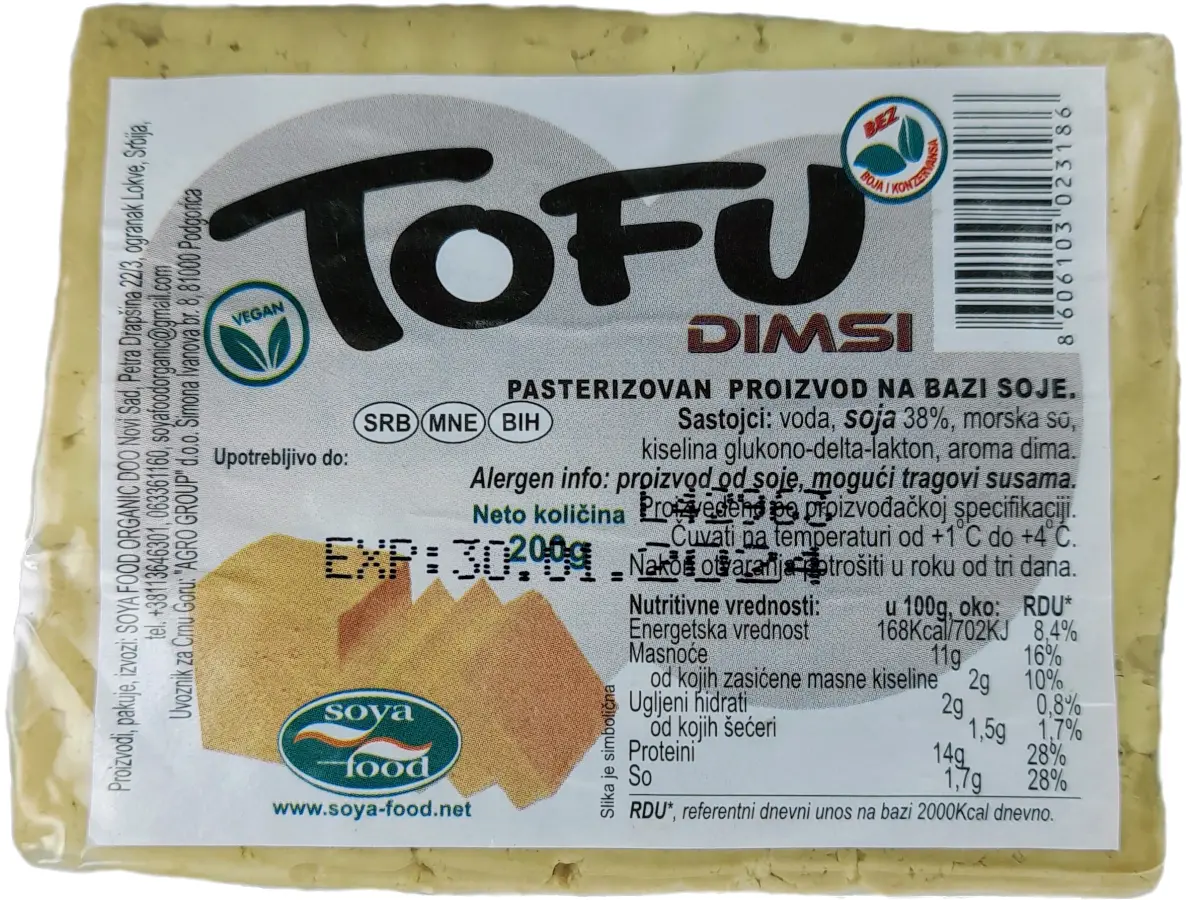 TOFU
DIMSI
BEZ
BOJA I KONZERVANSA
8 606103 023186
VEGAN
PASTERIZOVAN PROIZVOD NA BAZI SOJE.
SRB MNE BIH
Sastojci: voda, soja 38%, morska so,
kiselina glukono-delta-lakton, aroma dima.
Upotrebljivo do:
Alergen info: proizvod od soje, mogući tragovi susama.
Neto količina
200g
Proizvedeno po proizvođačkoj specifikaciji.
Čuvati na temperaturi od +1°C do +4°C.
Nakon otvaranja potrošiti u roku od tri dana.
EXP:30.01.
Nutritivne vrednosti: u 100g, oko: RDU*
Energetska vrednost 168Kcal/702KJ 8,4%
Masnoće 11g 16%
od kojih zasićene masne kiseline 2g 10%
Ugljeni hidrati 2g 0,8%
od kojih šećeri 1,5g 1,7%
Proteini 14g 28%
So 1,7g 28%
RDU*, referentni dnevni unos na bazi 2000Kcal dnevno.
soya
food
www.soya-food.net
Slika je simbolična
Proizvodi, pakuje, izvozi: SOYA FOOD ORGANIC DOO Novi Sad, Petra Drapšina 22/3, ogranak Lokve, Srbija,
tel. +38113646301, 063361160, soyafoodorganic@gmail.com
Uvoznik za Crnu Goru: "AGRO GROUP" d.o.o. Simona Ivanova br. 8, 81000 Podgorica